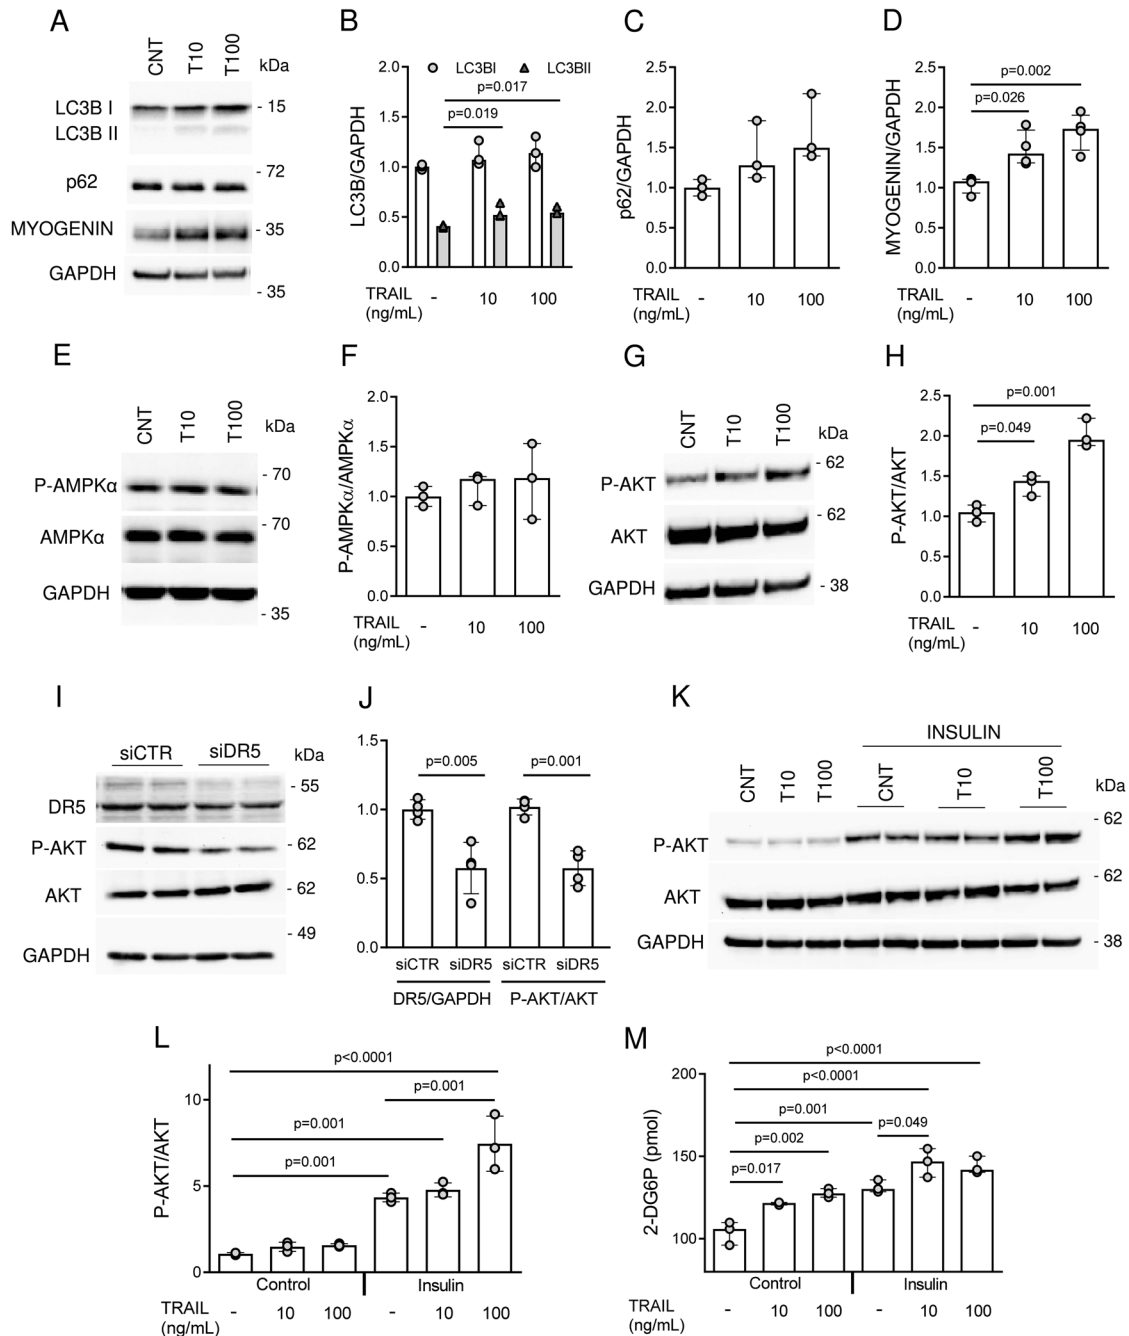 A
CNT
T10
T100
kDa
LC3B I
- 15
LC3B II
- 72
p62
MYOGENIN
- 35
GAPDH
- 35
B
LC3BI
LC3BII
2.0
1.5
1.0
0.5
0.0
LC3B/GAPDH
p=0.017
p=0.019
TRAIL - 10 100
(ng/mL)
C
2.5
2.0
1.5
1.0
0.5
0.0
p62/GAPDH
TRAIL - 10 100
(ng/mL)
D
2.5
2.0
1.5
1.0
0.5
0.0
MYOGENIN/GAPDH
p=0.002
p=0.026
TRAIL - 10 100
(ng/mL)
E
CNT
T10
T100
kDa
- 70
P-AMPKα
- 70
AMPKα
GAPDH
- 35
F
2.0
1.5
1.0
0.5
0.0
P-AMPKα/AMPKα
TRAIL - 10 100
(ng/mL)
G
CNT
T10
T100
kDa
- 62
P-AKT
- 62
AKT
GAPDH
- 38
H
2.5
2.0
1.5
1.0
0.5
0.0
P-AKT/AKT
p=0.001
p=0.049
TRAIL - 10 100
(ng/mL)
I
siCTR siDR5
kDa
- 55
DR5
P-AKT
- 62
AKT
- 62
- 49
GAPDH
J
1.5
1.0
0.5
0.0
p=0.005
p=0.001
siCTR siDR5 siCTR siDR5
DR5/GAPDH P-AKT/AKT
K
INSULIN
CNT
T10
T100
CNT
T10
T100
kDa
- 62
P-AKT
- 62
AKT
GAPDH
- 38
L
10
5
0
P-AKT/AKT
p<0.0001
p=0.001
p=0.001
p=0.001
Control Insulin
TRAIL - 10 100 - 10 100
(ng/mL)
M
200
150
100
2-DG6P (pmol)
p<0.0001
p<0.0001
p=0.001
p=0.049
p=0.002
p=0.017
Control Insulin
TRAIL - 10 100 - 10 100
(ng/mL)